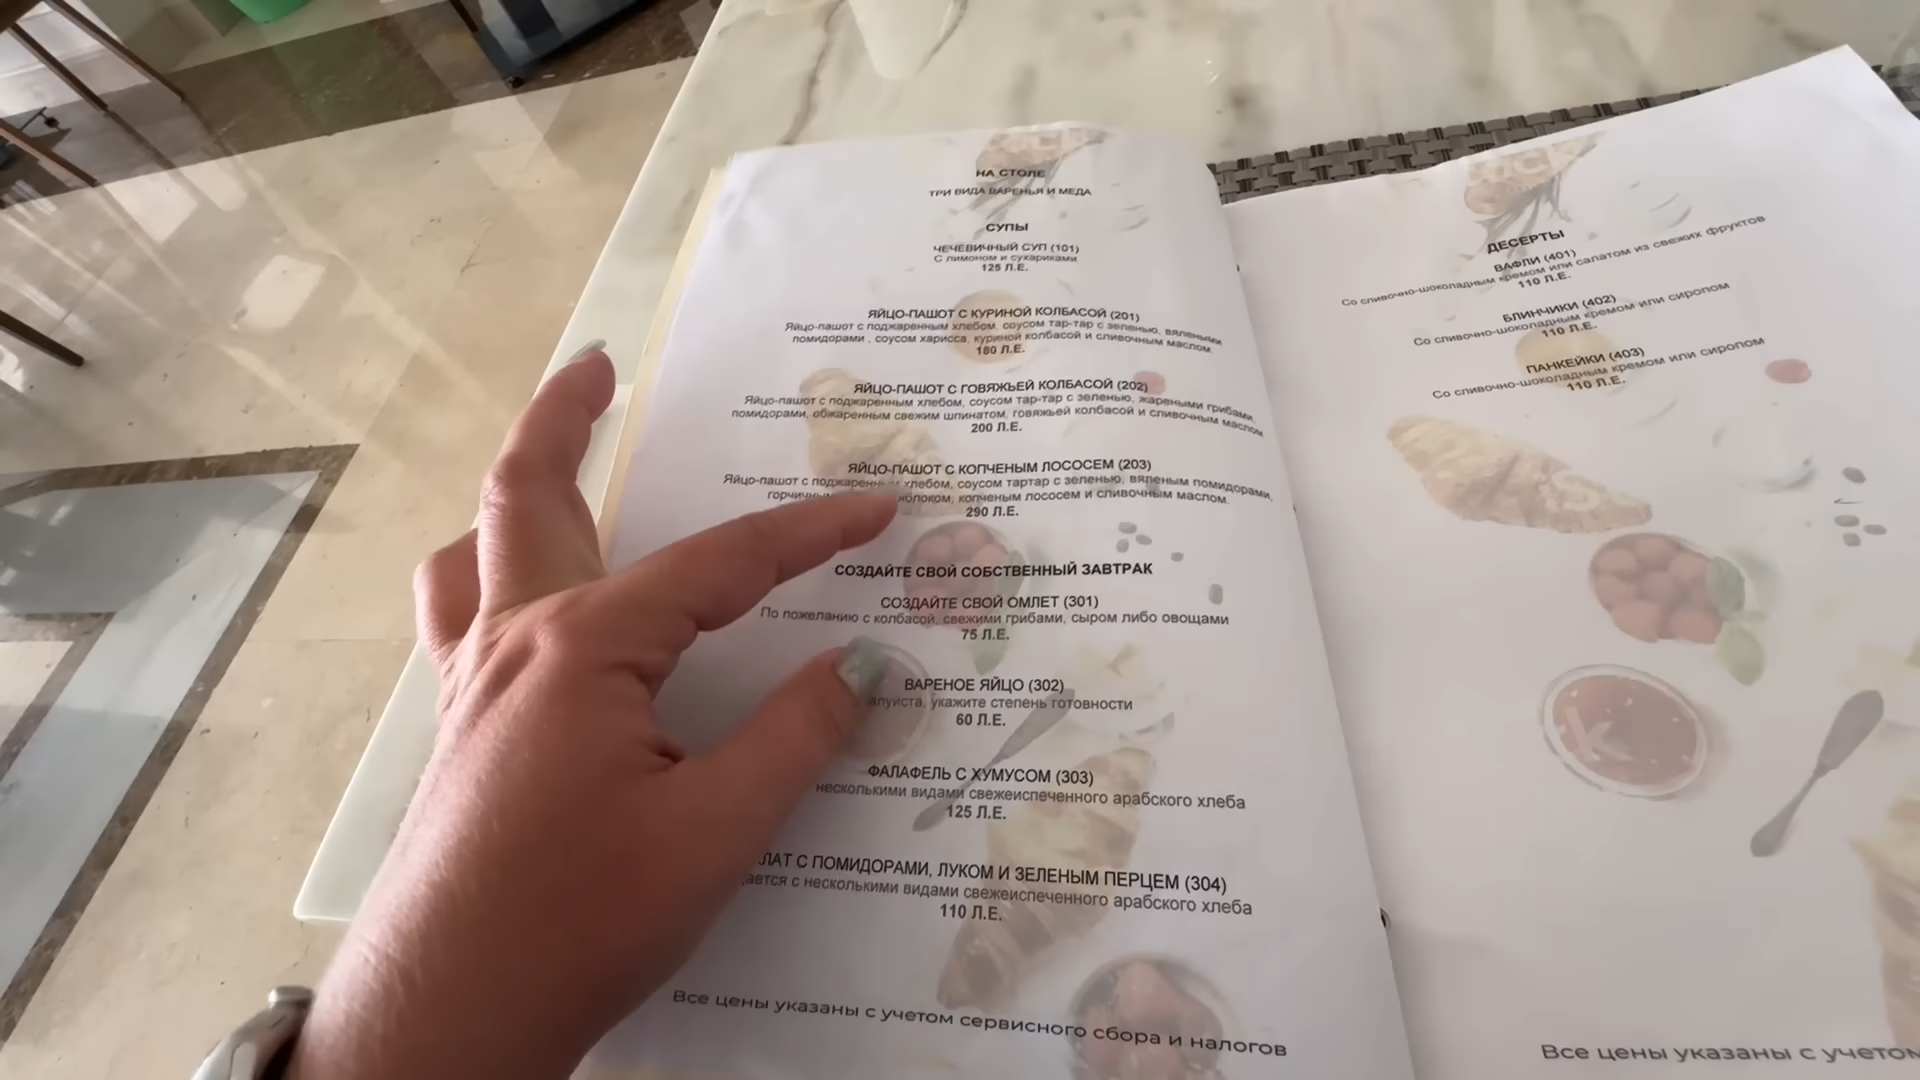 НА СТОЛЕ
ТРИ ВИДА ВАРЕНЬЯ И МЕДА
СУПЫ
ЧЕЧЕВИЧНЫЙ СУП (101)
С лимоном и сухариками
125 Л.Е.
ЯЙЦО-ПАШОТ С КУРИНОЙ КОЛБАСОЙ (201)
Яйцо-пашот с поджаренным хлебом, соусом тар-тар с зеленью, вялеными
помидорами , соусом харисса, куриной колбасой и сливочным маслом.
180 Л.Е.
ЯЙЦО-ПАШОТ С ГОВЯЖЬЕЙ КОЛБАСОЙ (202)
Яйцо-пашот с поджаренным хлебом, соусом тар-тар с зеленью, жареными грибами,
помидорами, обжаренным свежим шпинатом, говяжьей колбасой и сливочным маслом
200 Л.Е.
ЯЙЦО-ПАШОТ С КОПЧЕНЫМ ЛОСОСЕМ (203)
Яйцо-пашот с поджаренным хлебом, соусом тартар с зеленью, вяленым помидорами,
копченым лососем и сливочным маслом.
290 Л.Е.
СОЗДАЙТЕ СВОЙ СОБСТВЕННЫЙ ЗАВТРАК
СОЗДАЙТЕ СВОЙ ОМЛЕТ (301)
По пожеланию с колбасой, свежими грибами, сыром либо овощами
75 Л.Е.
ВАРЕНОЕ ЯЙЦО (302)
укажите степень готовности
60 Л.Е.
ФАЛАФЕЛЬ С ХУМУСОМ (303)
несколькими видами свежеиспеченного арабского хлеба
125 Л.Е.
С ПОМИДОРАМИ, ЛУКОМ И ЗЕЛЕНЫМ ПЕРЦЕМ (304)
с несколькими видами свежеиспеченного арабского хлеба
110 Л.Е.
Все цены указаны с учетом сервисного сбора и налогов
ДЕСЕРТЫ
ВАФЛИ (401)
Со сливочно-шоколадным кремом или салатом из свежих фруктов
110 Л.Е.
БЛИНЧИКИ (402)
Со сливочно-шоколадным кремом или сиропом
110 Л.Е.
ПАНКЕЙКИ (403)
Со сливочно-шоколадным кремом или сиропом
110 Л.Е.
Все цены указаны с учетом